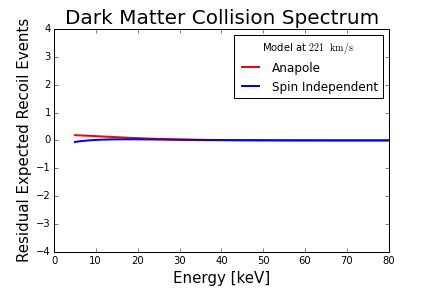 Dark Matter Collision Spectrum
Residual Expected Recoil Events
4
3
2
1
0
−1
−2
−3
−4
Model at 221 km/s
Anapole
Spin Independent
0 10 20 30 40 50 60 70 80
Energy [keV]